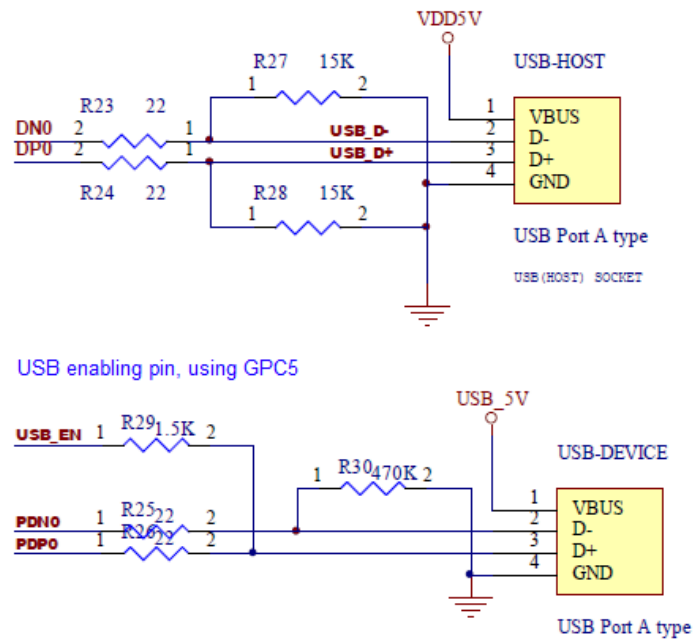 VDD5V
R27 15K
USB-HOST
1 2
R23 22
1 VBUS
DN0 2 1 USB_D- 2 D-
DP0 2 1 USB_D+ 3 D+
4 GND
R24 22
R28 15K
1 2
USB Port A type
USB(HOST) SOCKET
USB enabling pin, using GPC5
USB_5V
R29 1.5K
USB_EN 1 2
USB-DEVICE
R30 470K
1 2
1 VBUS
R25 22
PDN0 1 2 2 D-
R26 22
PDP0 1 2 3 D+
4 GND
USB Port A type